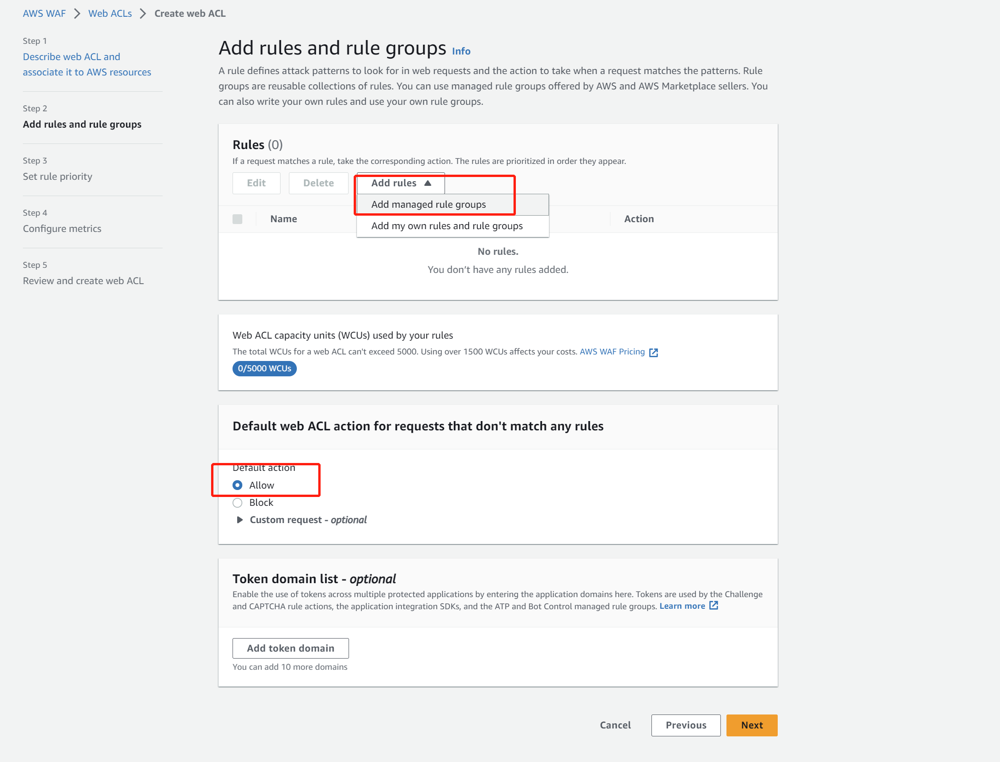 AWS WAF
Web ACLs
Create web ACL
Step 1
Describe web ACL and
associate it to AWS resources
Step 2
Add rules and rule groups
Step 3
Set rule priority
Step 4
Configure metrics
Step 5
Review and create web ACL
Add rules and rule groups Info
A rule defines attack patterns to look for in web requests and the action to take when a request matches the patterns. Rule
groups are reusable collections of rules. You can use managed rule groups offered by AWS and AWS Marketplace sellers. You
can also write your own rules and use your own rule groups.
Rules (0)
If a request matches a rule, take the corresponding action. The rules are prioritized in order they appear.
Edit
Delete
Add rules
Add managed rule groups
Add my own rules and rule groups
Name
Action
No rules.
You don't have any rules added.
Web ACL capacity units (WCUs) used by your rules
The total WCUs for a web ACL can't exceed 5000. Using over 1500 WCUs affects your costs. AWS WAF Pricing
0/5000 WCUs
Default web ACL action for requests that don't match any rules
Default action
Allow
Block
Custom request - optional
Token domain list - optional
Enable the use of tokens across multiple protected applications by entering the application domains here. Tokens are used by the Challenge
and CAPTCHA rule actions, the application integration SDKs, and the ATP and Bot Control managed rule groups. Learn more
Add token domain
You can add 10 more domains
Cancel
Previous
Next